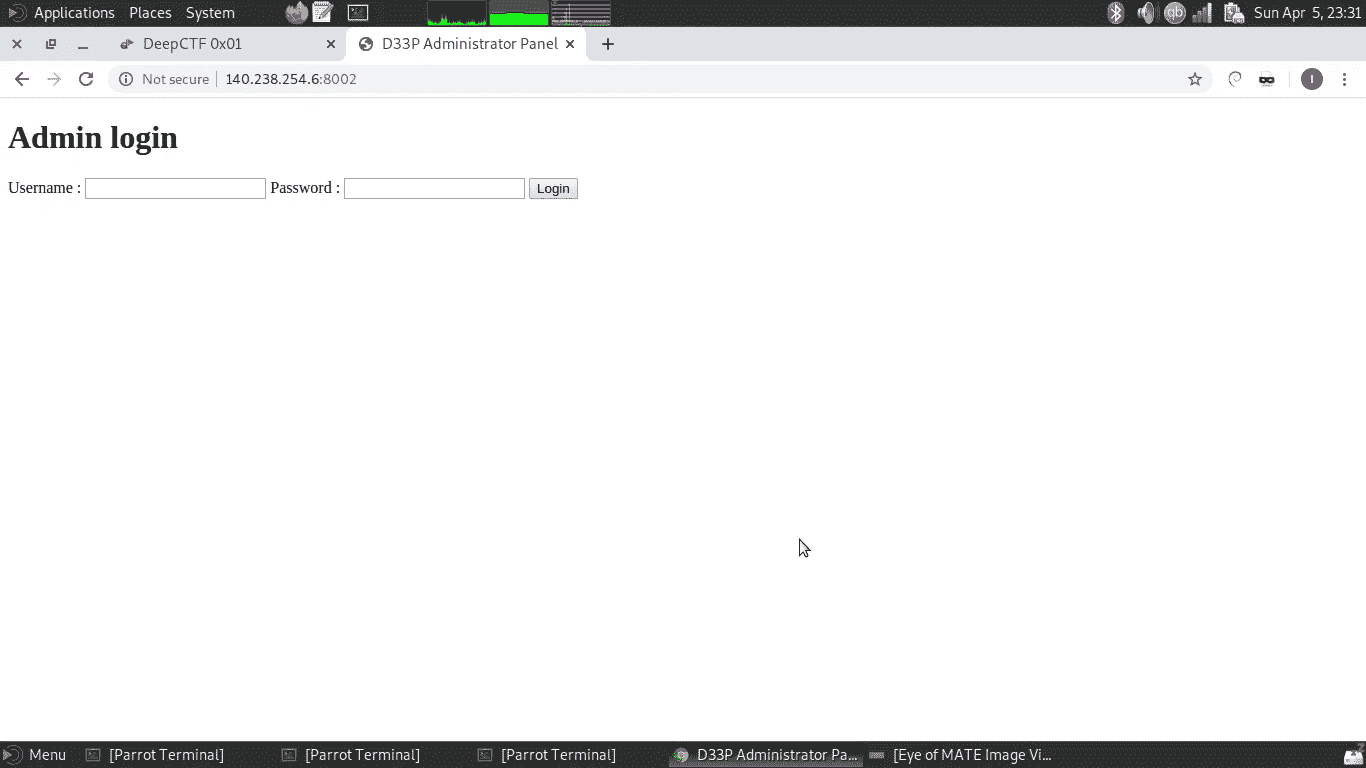 Applications Places System qb Sun Apr 5, 23:31
DeepCTF 0x01 D33P Administrator Panel
Not secure 140.238.254.6:8002 I
Admin login
Username : Password : Login
Menu [Parrot Terminal] [Parrot Terminal] [Parrot Terminal] D33P Administrator Pa... [Eye of MATE Image Vi...